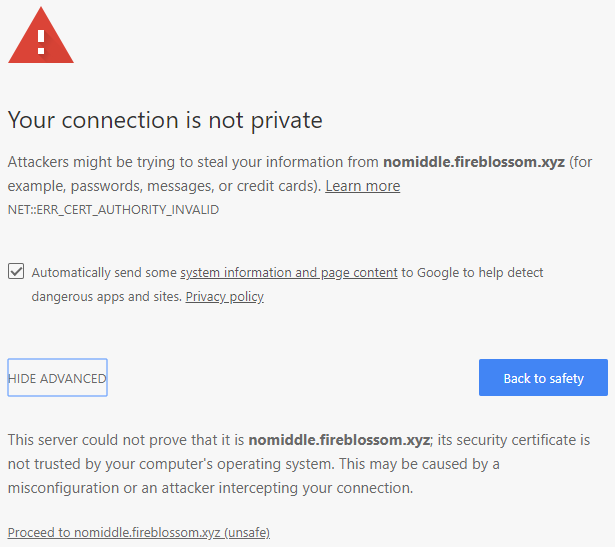 Your connection is not private
Attackers might be trying to steal your information from nomiddle.fireblossom.xyz (for
example, passwords, messages, or credit cards). Learn more
NET::ERR_CERT_AUTHORITY_INVALID
Automatically send some system information and page content to Google to help detect
dangerous apps and sites. Privacy policy
HIDE ADVANCED
Back to safety
This server could not prove that it is nomiddle.fireblossom.xyz; its security certificate is
not trusted by your computer's operating system. This may be caused by a
misconfiguration or an attacker intercepting your connection.
Proceed to nomiddle.fireblossom.xyz (unsafe)